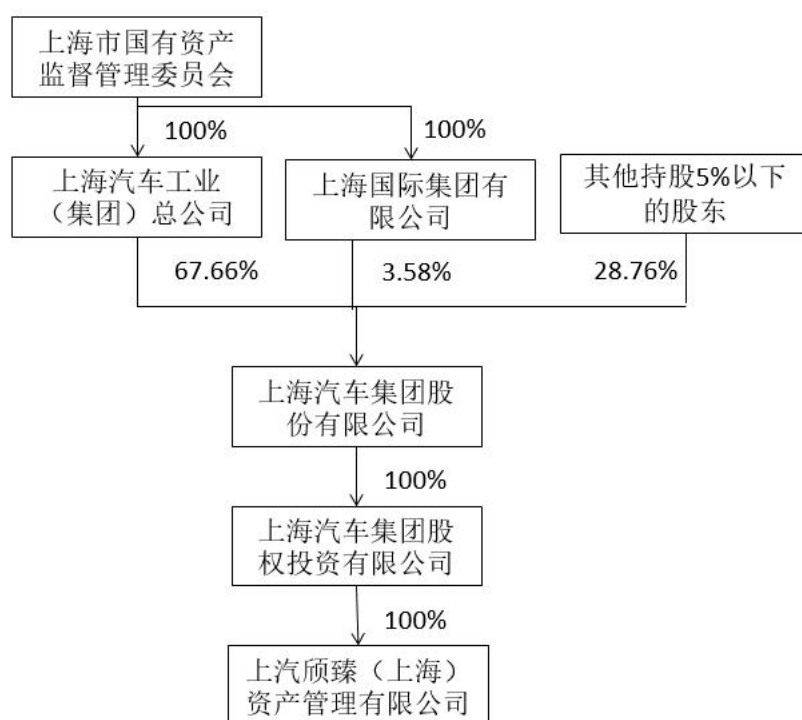 上海市国有资产
监督管理委员会
100%
100%
上海汽车工业
（集团）总公司
上海国际集团有
限公司
其他持股5%以下
的股东
67.66%
3.58%
28.76%
上海汽车集团股
份有限公司
100%
上海汽车集团股
权投资有限公司
100%
上汽颀臻（上海）
资产管理有限公司